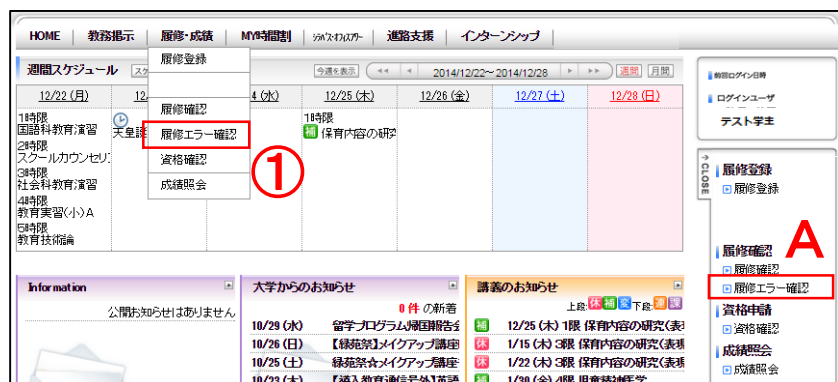 HOME 教務掲示 履修・成績 MY時間割 ｼﾗﾊﾞｽ･ｵﾌｨｽｱﾜｰ 進路支援 インターンシップ
履修登録
履修確認
履修エラー確認
資格確認
成績照会
①
週間スケジュール
今週を表示 2014/12/22～2014/12/28 週間 月間
12/22 (月) 12/25 (木) 12/26 (金) 12/27 (土) 12/28 (日)
1時限
国語科教育演習
2時限
スクールカウンセリ
3時限
社会科教育演習
4時限
教育実習(小)A
5時限
教育技術論
1時限
補 保育内容の研究
前回ログイン日時
ログインユーザ
テスト学生
CLOSE
履修登録
履修登録
A
履修確認
履修確認
履修エラー確認
資格申請
資格確認
成績照会
成績照会
Information
公開お知らせはありません
大学からのお知らせ
0 件 の新着
10/29 (水) 留学プログラム帰国報告会
10/26 (日) 【緑苑祭】メイクアップ講座
10/25 (土) 緑苑祭☆メイクアップ講座
講義のお知らせ
上段:休 補 変 下段:連 課
補 12/25 (木) 1限 保育内容の研究(表現
休 1/15 (木) 3限 保育内容の研究(表現
休 1/22 (木) 3限 保育内容の研究(表現
補 1/30 (金) 4限 児童精神医学